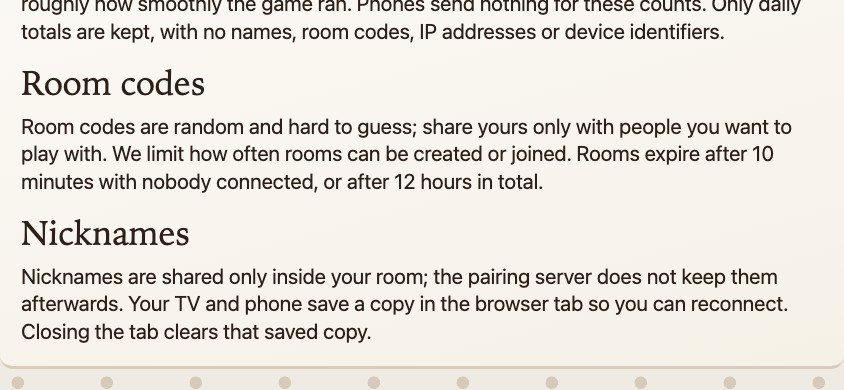 roughly how smoothly the game ran. Phones send nothing for these counts. Only daily
totals are kept, with no names, room codes, IP addresses or device identifiers.
Room codes
Room codes are random and hard to guess; share yours only with people you want to
play with. We limit how often rooms can be created or joined. Rooms expire after 10
minutes with nobody connected, or after 12 hours in total.
Nicknames
Nicknames are shared only inside your room; the pairing server does not keep them
afterwards. Your TV and phone save a copy in the browser tab so you can reconnect.
Closing the tab clears that saved copy.